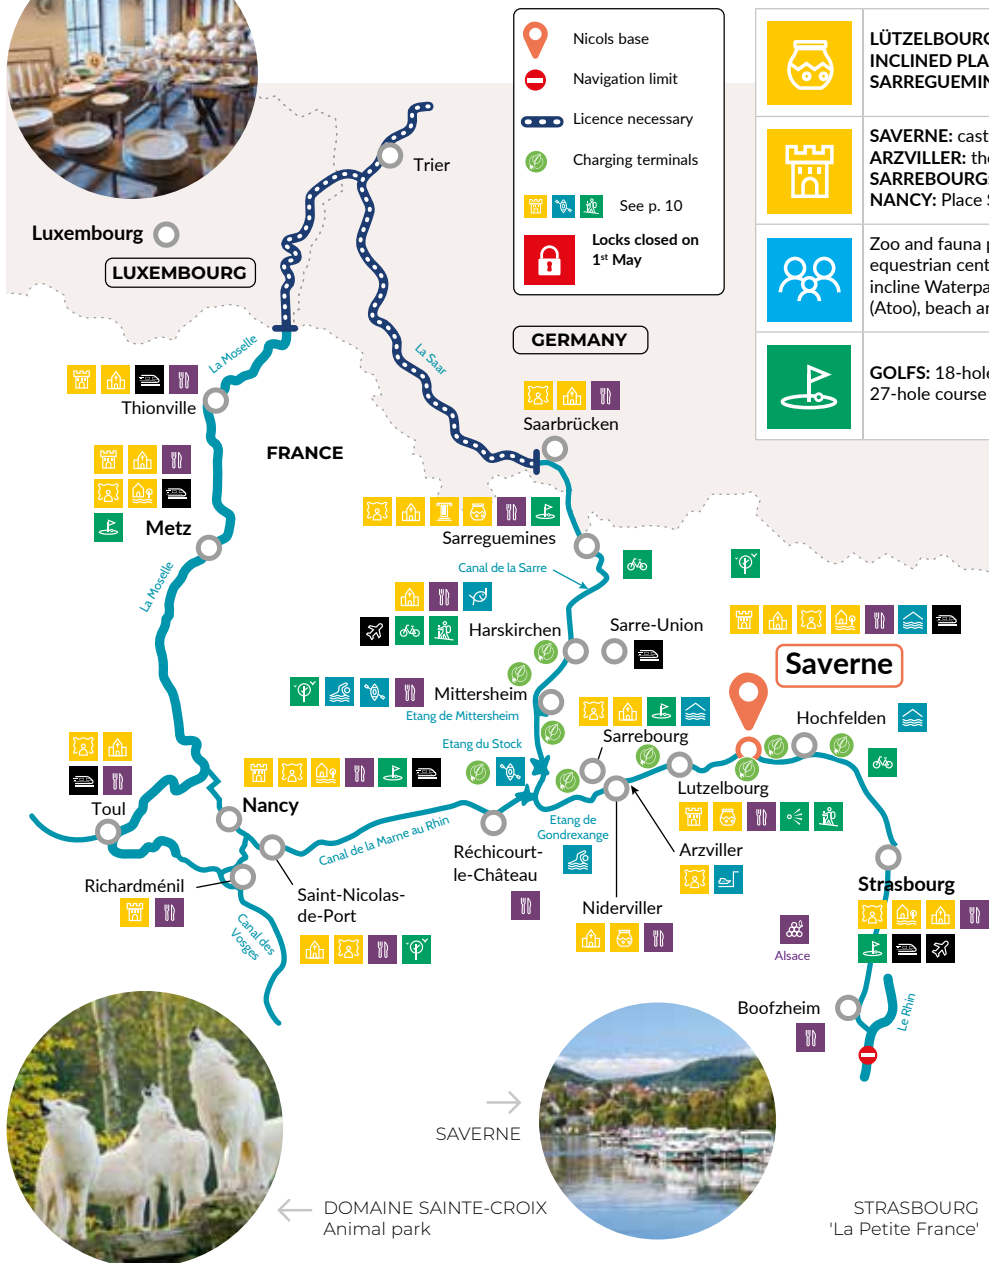 Nicols base
Navigation limit
Licence necessary
Charging terminals
See p. 10
Locks closed on
1st May
LÜTZELBOURG
INCLINED PLA
SARREGUEMIN
SAVERNE: cast
ARZVILLER: the
SARREBOURG:
NANCY: Place S
Zoo and fauna p
equestrian cent
incline Waterpa
(Atoo), beach an
GOLFS: 18-hole
27-hole course
Trier
Luxembourg
LUXEMBOURG
GERMANY
La Moselle
La Saar
Thionville
Saarbrücken
FRANCE
Metz
Sarreguemines
Canal de la Sarre
La Moselle
Harskirchen
Sarre-Union
Saverne
Mittersheim
Etang de Mittersheim
Hochfelden
Etang du Stock
Sarrebourg
Lutzelbourg
Toul
Nancy
Canal de la Marne au Rhin
Etang de
Gondrexange
Arzviller
Réchicourt-
le-Château
Richardménil
Saint-Nicolas-
de-Port
Strasbourg
Niderviller
Canal des
Vosges
Alsace
Boofzheim
Le Rhin
SAVERNE
DOMAINE SAINTE-CROIX
Animal park
STRASBOURG
'La Petite France'